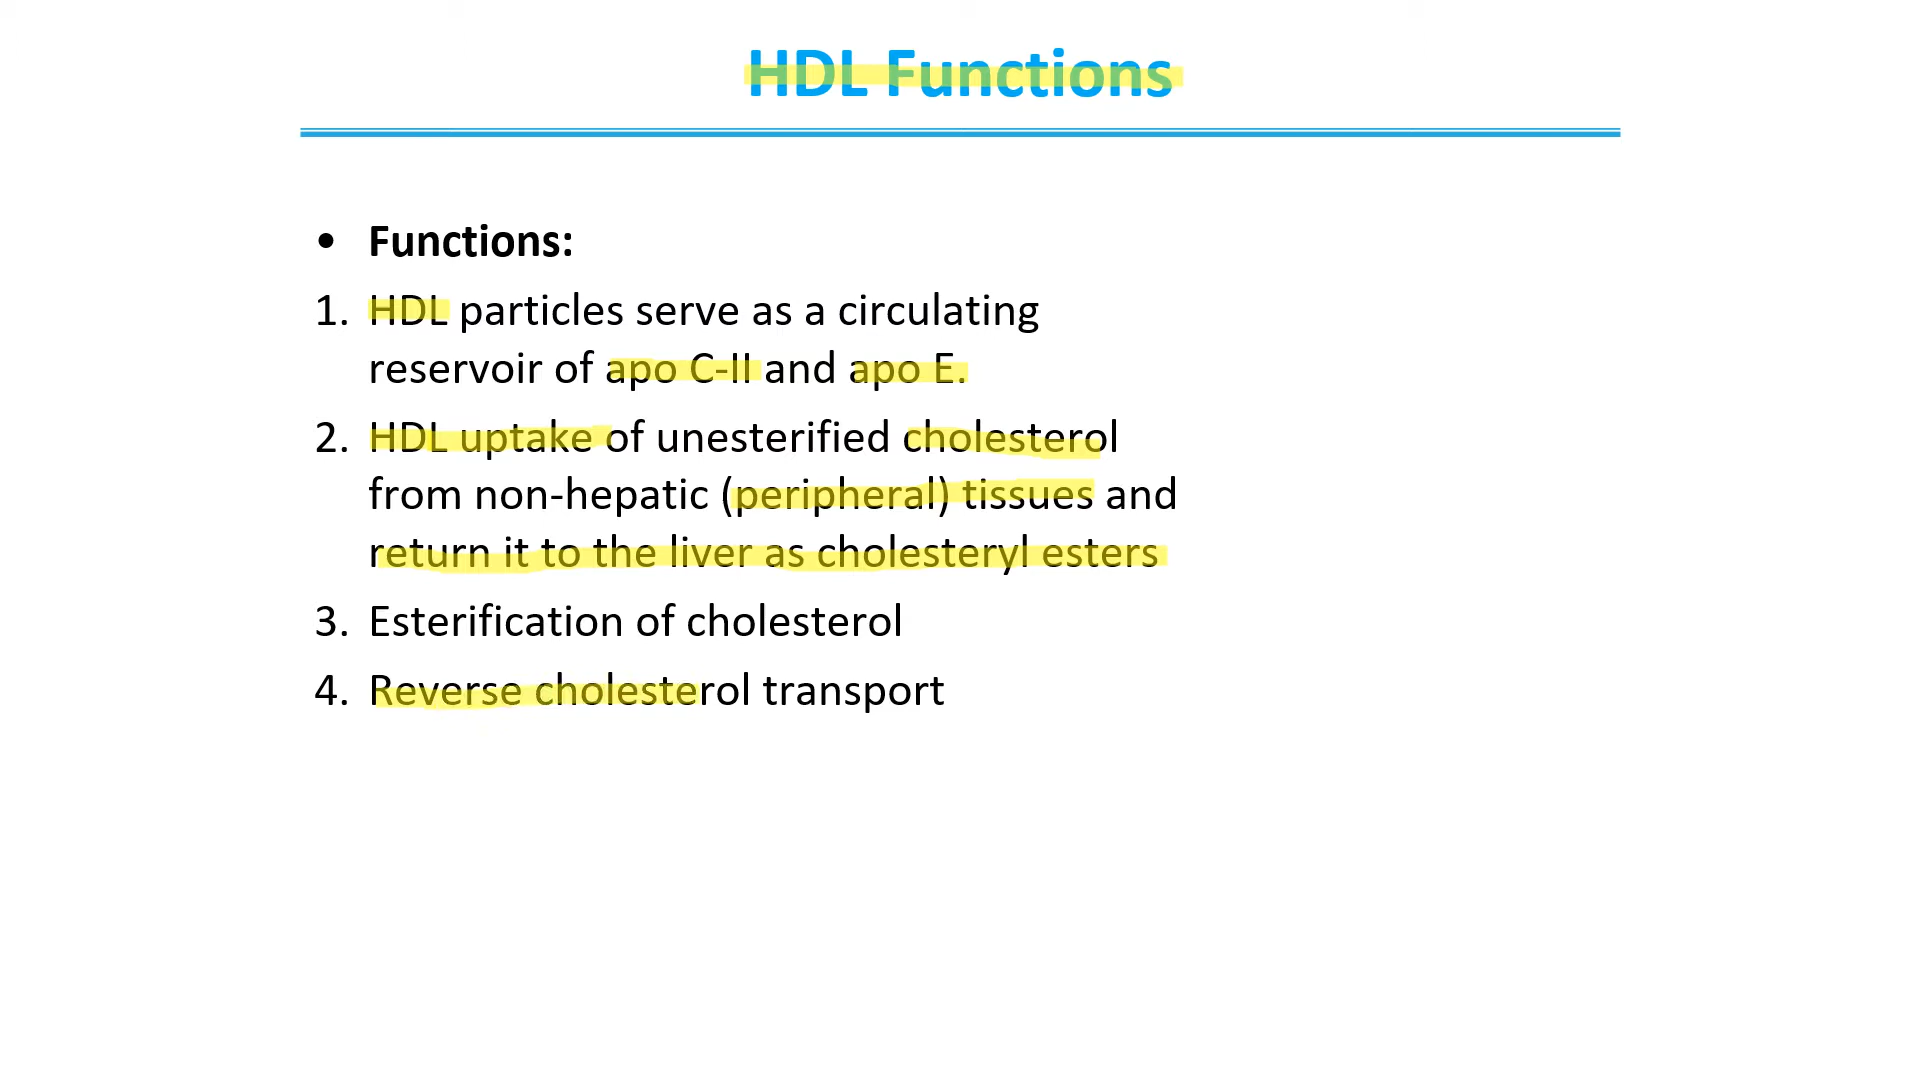 HDL Functions
• Functions:
1. HDL particles serve as a circulating
reservoir of apo C-II and apo E.
2. HDL uptake of unesterified cholesterol
from non-hepatic (peripheral) tissues and
return it to the liver as cholesteryl esters
3. Esterification of cholesterol
4. Reverse cholesterol transport